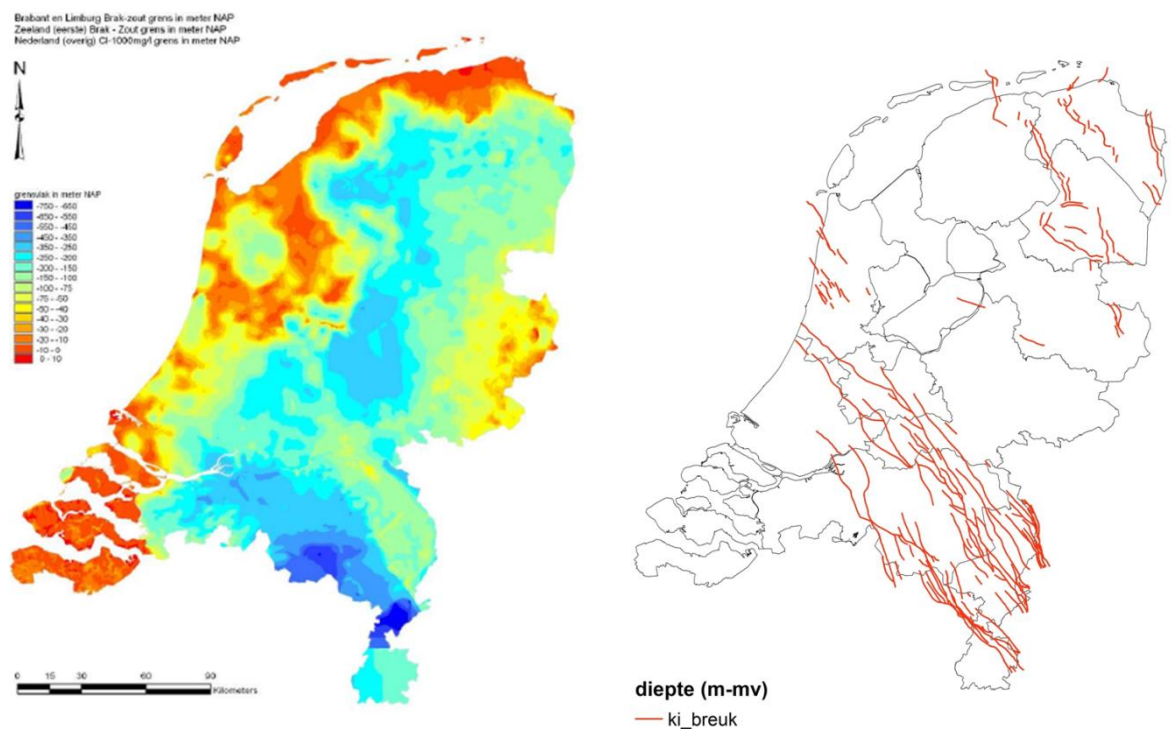 Brabant en Limburg Brak-zout grens in meter NAP
Zeeland (eerste) Brak - Zout grens in meter NAP
Nederland (overig) Cl-1000mg/l grens in meter NAP
N
grensvlak in meter NAP
-750 - -650
-650 - -550
-550 - -450
-450 - -350
-350 - -250
-250 - -200
-200 - -150
-150 - -100
-100 - -75
-75 - -50
-50 - -40
-40 - -30
-30 - -20
-20 - -10
-10 - 0
0 - 10
0 15 30 60 90
Kilometers
diepte (m-mv)
ki_breuk